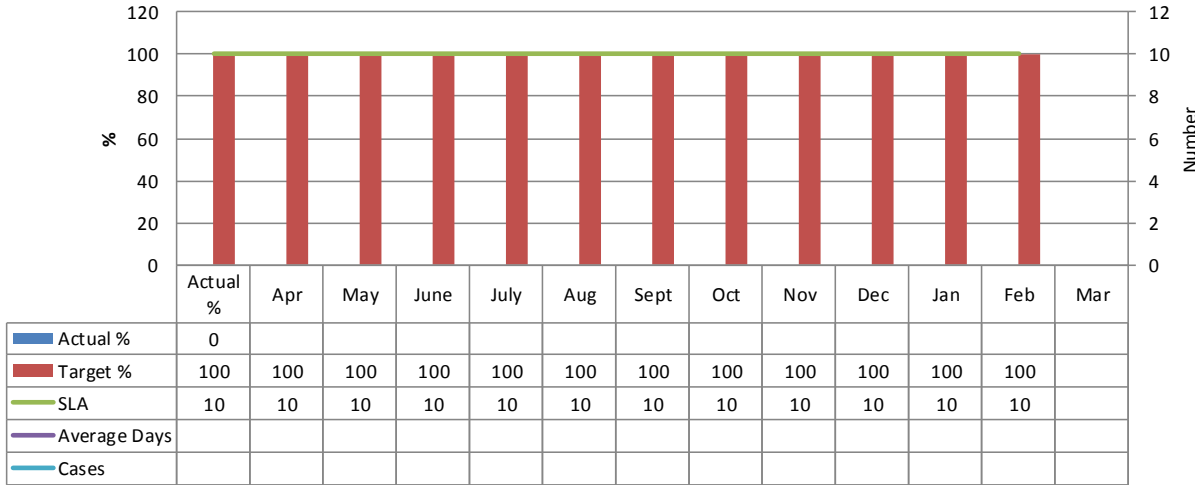 120
100
80
60
40
20
0
%
12
10
8
6
4
2
0
Number
Actual % Apr May June July Aug Sept Oct Nov Dec Jan Feb Mar
Actual % 0
Target % 100 100 100 100 100 100 100 100 100 100 100 100
SLA 10 10 10 10 10 10 10 10 10 10 10 10
Average Days
Cases